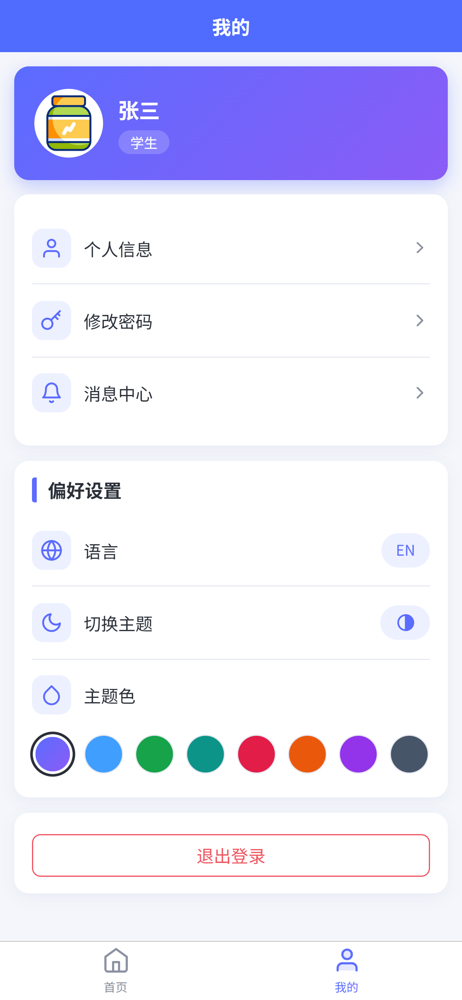 我的
张三
学生
个人信息
修改密码
消息中心
偏好设置
语言
EN
切换主题
主题色
退出登录
首页
我的